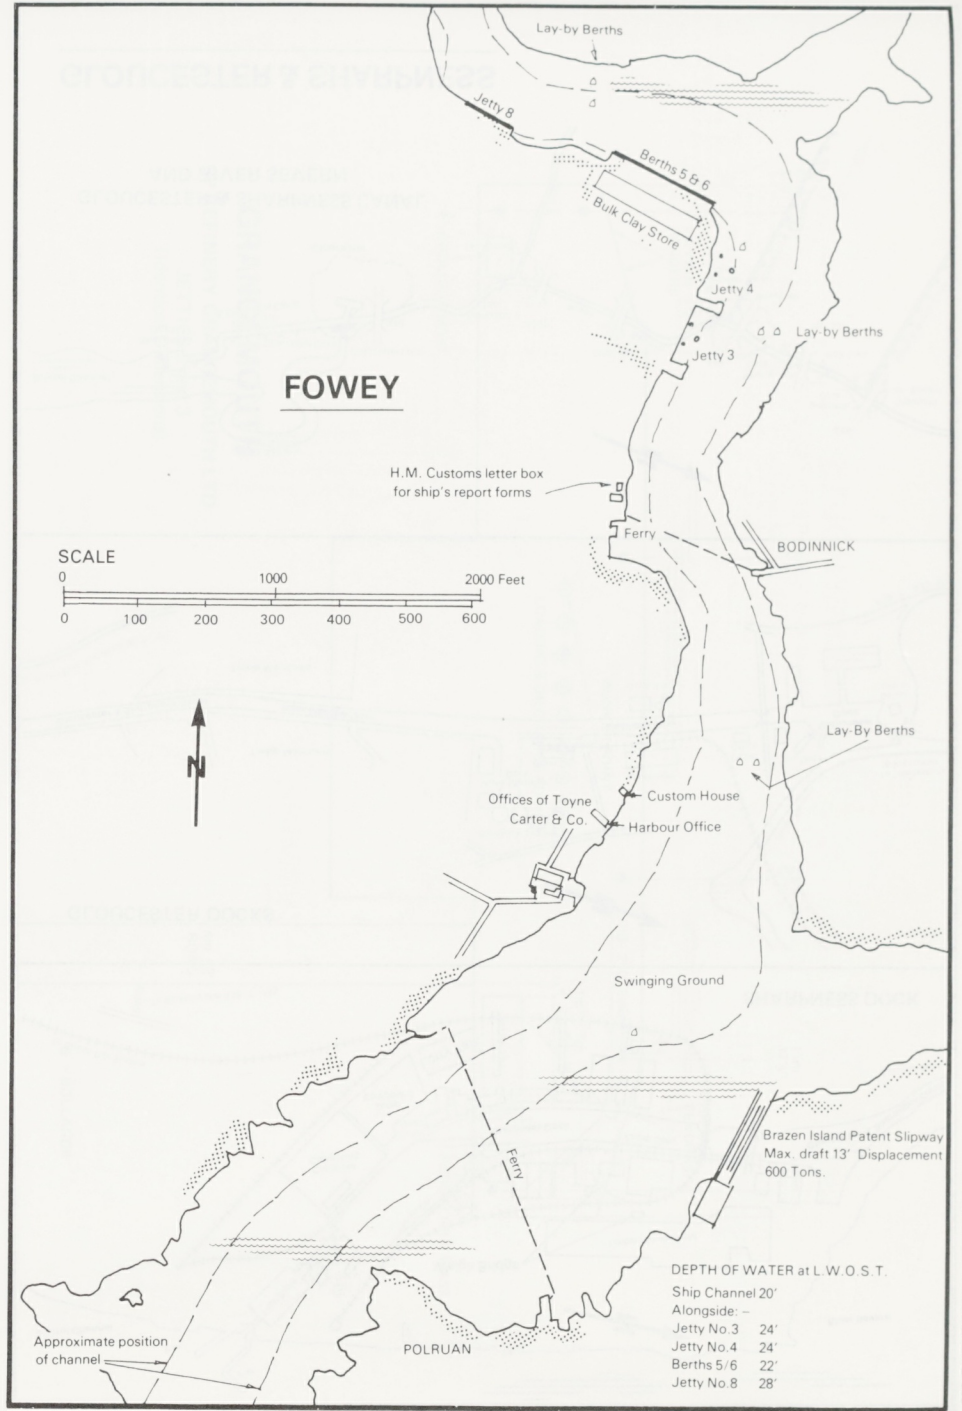 Lay-by Berths
Jetty 8
Berths 5 & 6
Bulk Clay Store
Jetty 4
Lay-by Berths
Jetty 3
FOWEY
H.M. Customs letter box
for ship's report forms
Ferry
BODINNICK
SCALE
0 1000 2000 Feet
0 100 200 300 400 500 600
N
Lay-By Berths
Offices of Toyne
Carter & Co.
Custom House
Harbour Office
Swinging Ground
Ferry
Brazen Island Patent Slipway
Max. draft 13' Displacement
600 Tons.
DEPTH OF WATER at L.W.O.S.T.
Ship Channel 20'
Alongside: –
Jetty No.3 24'
Jetty No.4 24'
Berths 5/6 22'
Jetty No.8 28'
Approximate position
of channel
POLRUAN